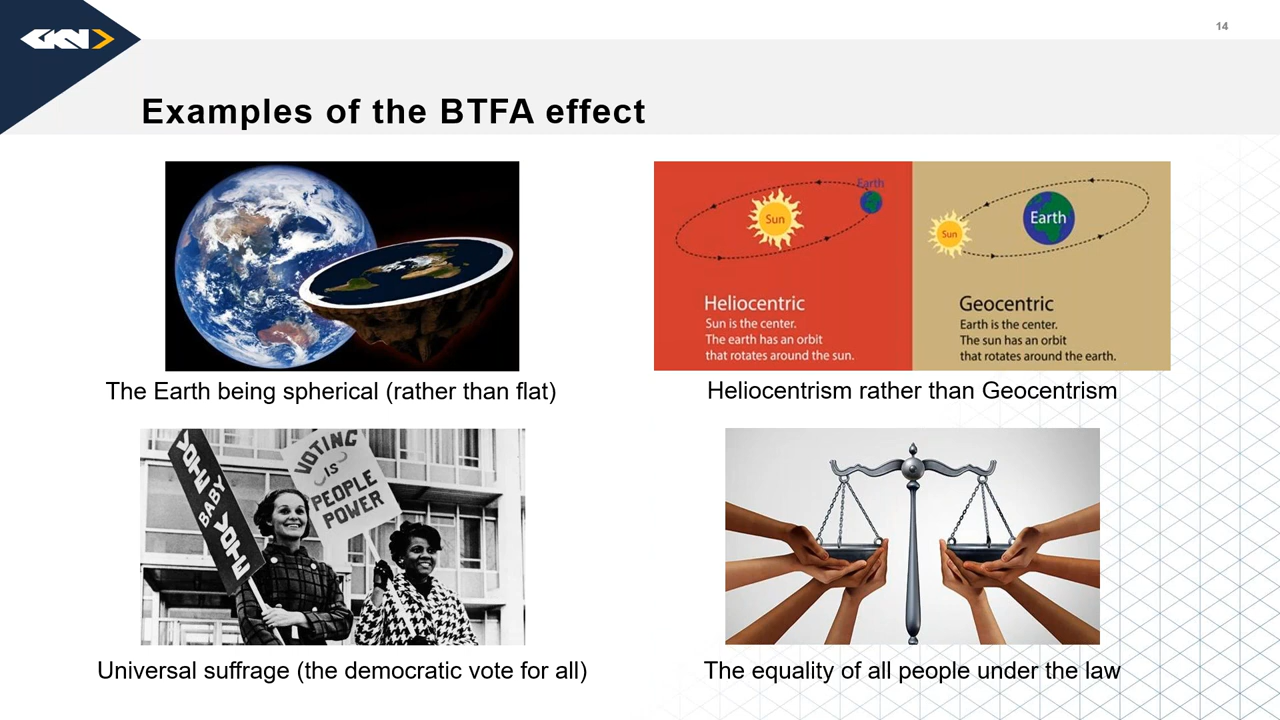 GKN
14
Examples of the BTFA effect
Earth
Sun
Heliocentric
Sun is the center.
The earth has an orbit
that rotates around the sun.
Earth
Sun
Geocentric
Earth is the center.
The sun has an orbit
that rotates around the earth.
The Earth being spherical (rather than flat)
Heliocentrism rather than Geocentrism
VOTE
BABY
VOTE
VOTING
IS
PEOPLE
POWER
Universal suffrage (the democratic vote for all)
The equality of all people under the law